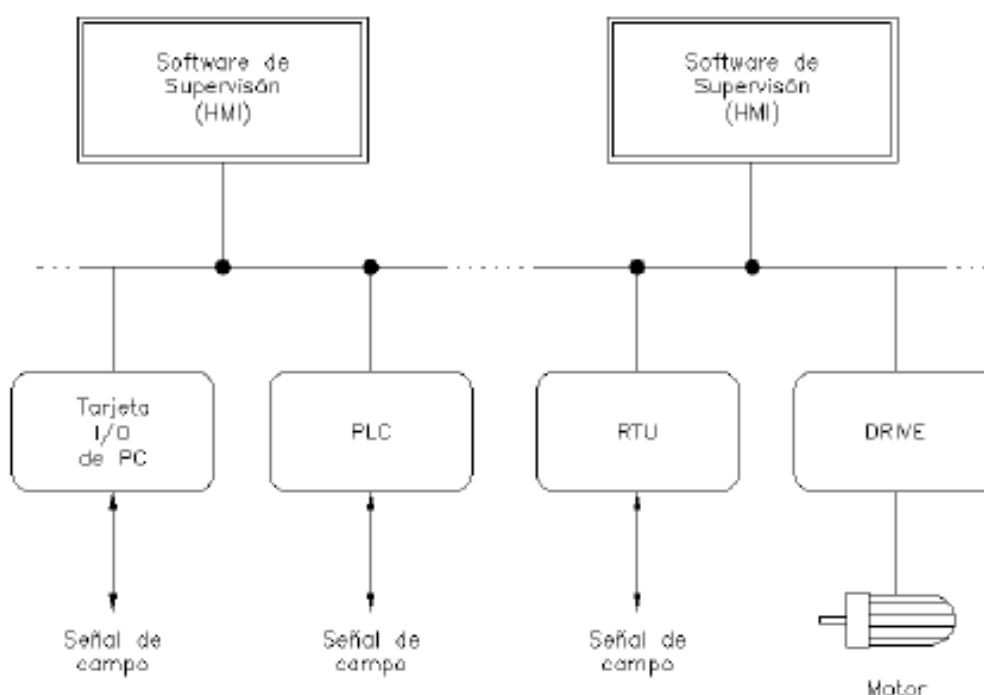 Software de
Supervisón
(HMI)
Software de
Supervisón
(HMI)
Tarjeta
I/O
de PC
PLC
RTU
DRIVE
Señal de
campo
Señal de
campo
Señal de
campo
Motor